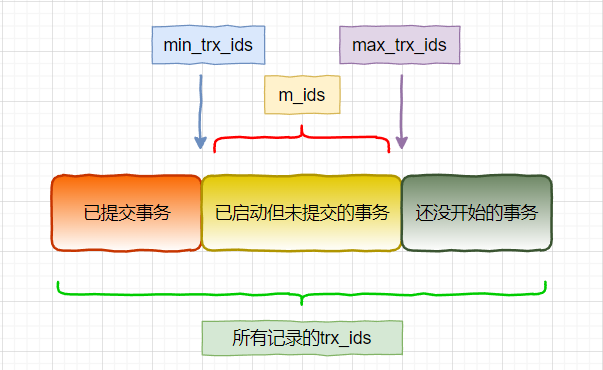 min_trx_ids
max_trx_ids
m_ids
已提交事务
已启动但未提交的事务
还没开始的事务
所有记录的trx_ids